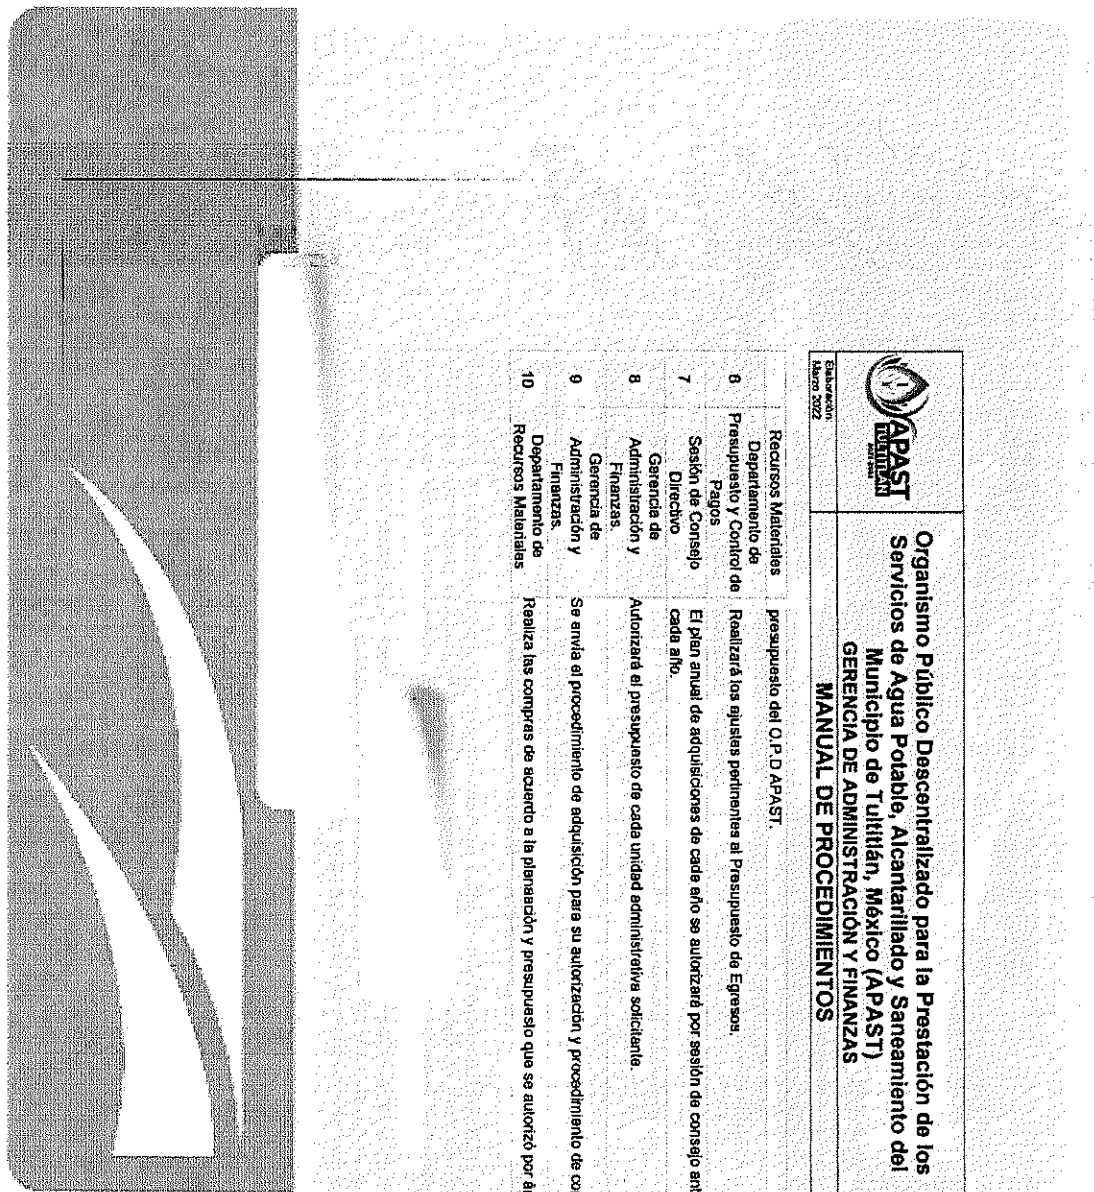 APAST
TULTITLÁN
Organismo Público Descentralizado para la Prestación de los
Servicios de Agua Potable, Alcantarillado y Saneamiento del
Municipio de Tultitlán, México (APAST)
GERENCIA DE ADMINISTRACIÓN Y FINANZAS
Elaboración:
Marzo 2022
MANUAL DE PROCEDIMIENTOS
Recursos Materiales presupuesto del O.P.D APAST.
6 Departamento de
Presupuesto y Control de
Pagos
Realizará los ajustes pertinentes al Presupuesto de Egresos.
7 Sesión de Consejo
Directivo
El plan anual de adquisiciones de cada año se autorizará por sesión de consejo
cada año.
8 Gerencia de
Administración y
Finanzas.
Autorizará el presupuesto de cada unidad administrativa solicitante.
9 Gerencia de
Administración y
Finanzas.
Se envía el procedimiento de adquisición para su autorización y procedimiento de
10 Departamento de
Recursos Materiales
Realiza las compras de acuerdo a la planeación y presupuesto que se autorizó por